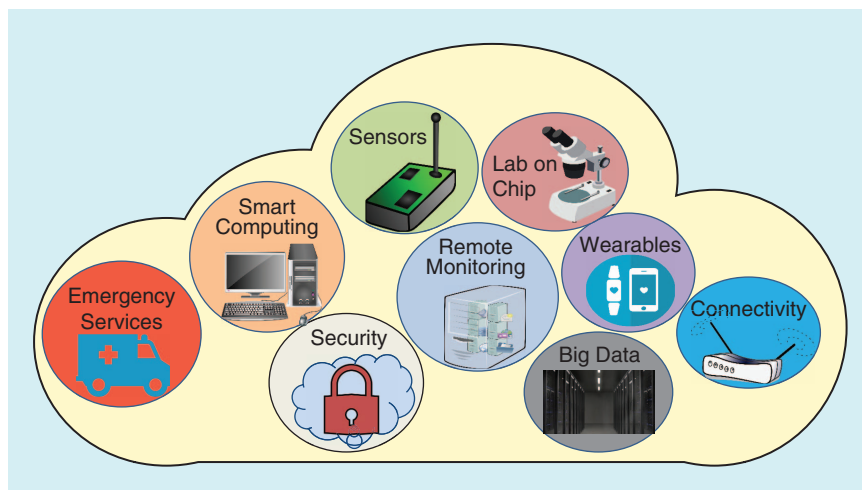 Sensors
Lab on
Chip
Smart
Computing
Remote
Monitoring
Wearables
Emergency
Services
Connectivity
Security
Big Data